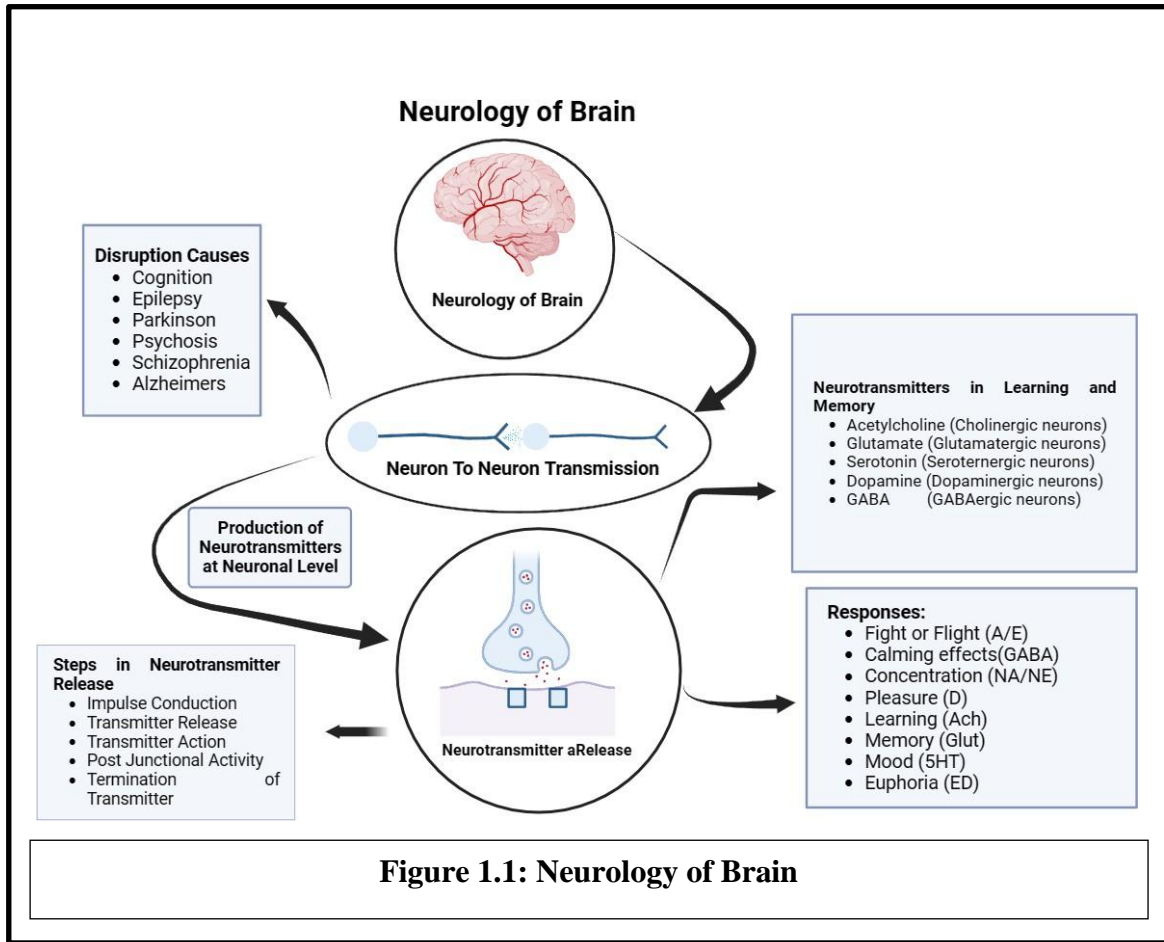 Neurology of Brain
Neurology of Brain
Disruption Causes
• Cognition
• Epilepsy
• Parkinson
• Psychosis
• Schizophrenia
• Alzheimers
Neuron To Neuron Transmission
Neurotransmitters in Learning and
Memory
• Acetylcholine (Cholinergic neurons)
• Glutamate (Glutamatergic neurons)
• Serotonin (Seroternergic neurons)
• Dopamine (Dopaminergic neurons)
• GABA (GABAergic neurons)
Production of
Neurotransmitters
at Neuronal Level
Neurotransmitter aRelease
Steps in Neurotransmitter
Release
• Impulse Conduction
• Transmitter Release
• Transmitter Action
• Post Junctional Activity
• Termination of
Transmitter
Responses:
• Fight or Flight (A/E)
• Calming effects(GABA)
• Concentration (NA/NE)
• Pleasure (D)
• Learning (Ach)
• Memory (Glut)
• Mood (5HT)
• Euphoria (ED)
Figure 1.1: Neurology of Brain